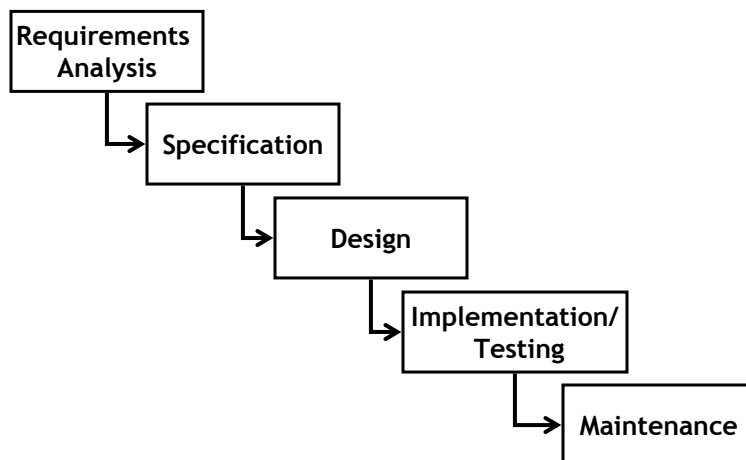 Requirements
Analysis
Specification
Design
Implementation/
Testing
Maintenance